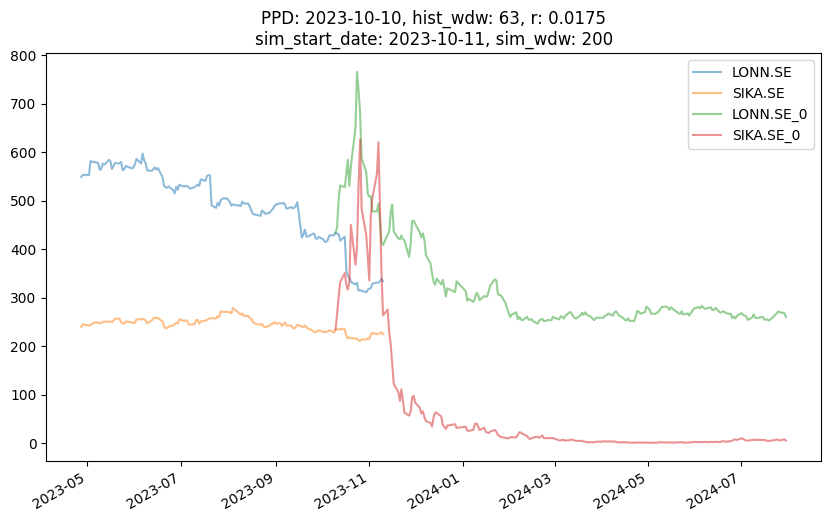 PPD: 2023-10-10, hist_wdw: 63, r: 0.0175
sim_start_date: 2023-10-11, sim_wdw: 200
800
700
600
500
400
300
200
100
0
LONN.SE
SIKA.SE
LONN.SE_0
SIKA.SE_0
2023-05
2023-07
2023-09
2023-11
2024-01
2024-03
2024-05
2024-07